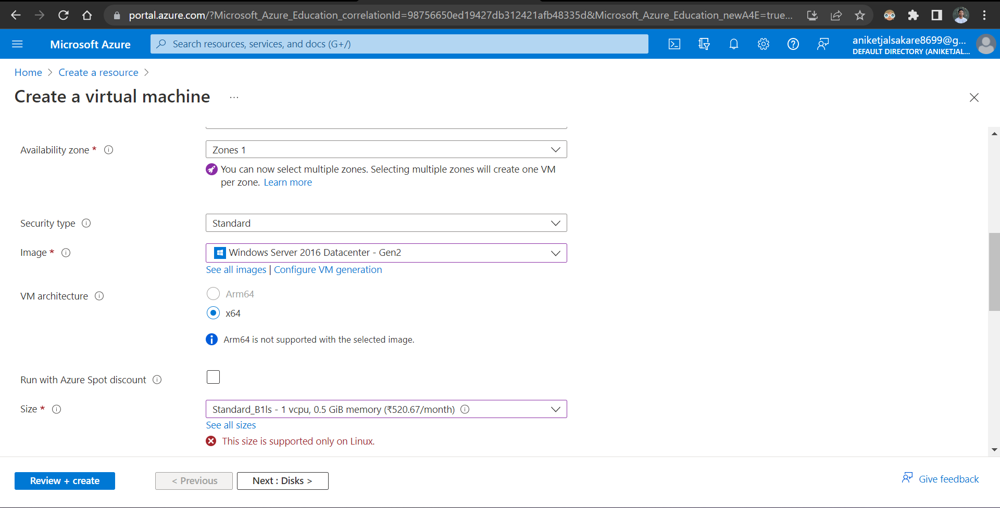 portal.azure.com/?Microsoft_Azure_Education_correlationId=98756650ed19427db312421afb48335d&Microsoft_Azure_Education_newA4E=true...
Microsoft Azure
Search resources, services, and docs (G+/)
aniketjalsakare8699@g...
DEFAULT DIRECTORY (ANIKETJAL...
Home > Create a resource >
Create a virtual machine ...
Availability zone * Zones 1
You can now select multiple zones. Selecting multiple zones will create one VM
per zone. Learn more
Security type Standard
Image * Windows Server 2016 Datacenter - Gen2
See all images | Configure VM generation
VM architecture
Arm64
x64
Arm64 is not supported with the selected image.
Run with Azure Spot discount
Size * Standard_B1ls - 1 vcpu, 0.5 GiB memory (₹520.67/month)
See all sizes
This size is supported only on Linux.
Review + create
< Previous
Next : Disks >
Give feedback